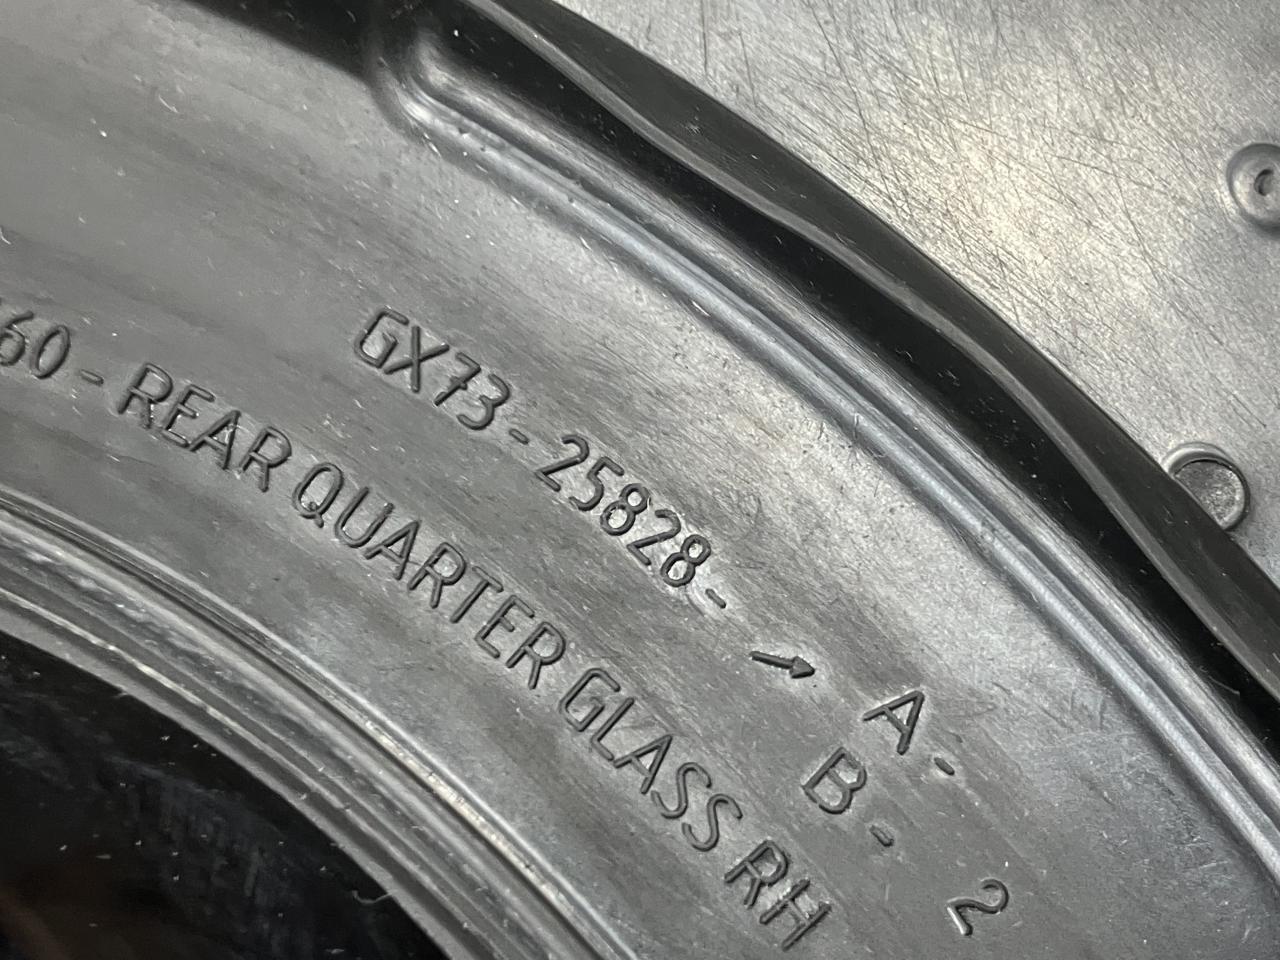 GX73-25828-
→ A -
B - 2
60 - REAR QUARTER GLASS RH